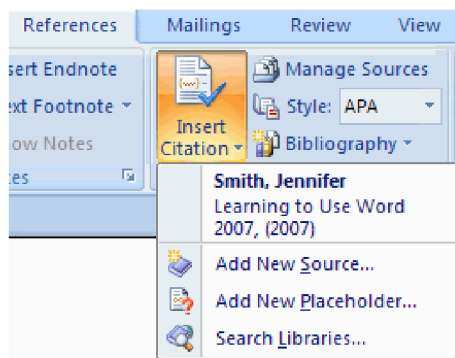 References Mailings Review View
sert Endnote
ext Footnote
ow Notes
es
Insert
Citation
Manage Sources
Style: APA
Bibliography
Smith, Jennifer
Learning to Use Word
2007, (2007)
Add New Source...
Add New Placeholder...
Search Libraries...